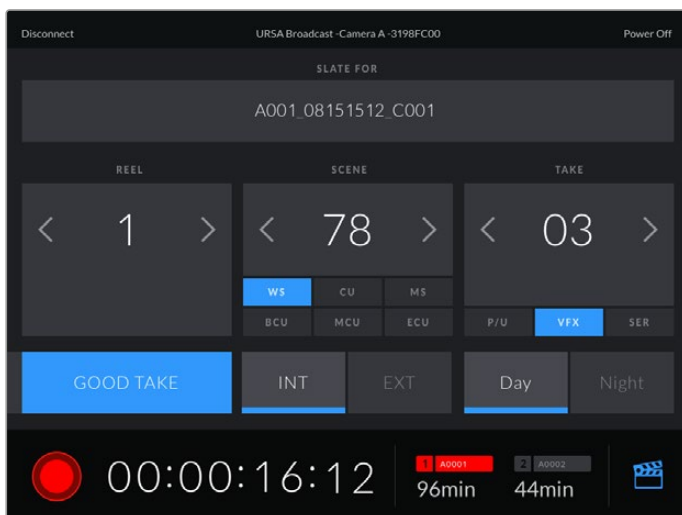 Disconnect URSA Broadcast -Camera A -3198FC00 Power Off
SLATE FOR
A001_08151512_C001
REEL SCENE TAKE
< 1 > < 78 > < 03 >
WS CU MS
BCU MCU ECU P/U VFX SER
GOOD TAKE INT EXT Day Night
00:00:16:12 1 A0001 2 A0002
96min 44min